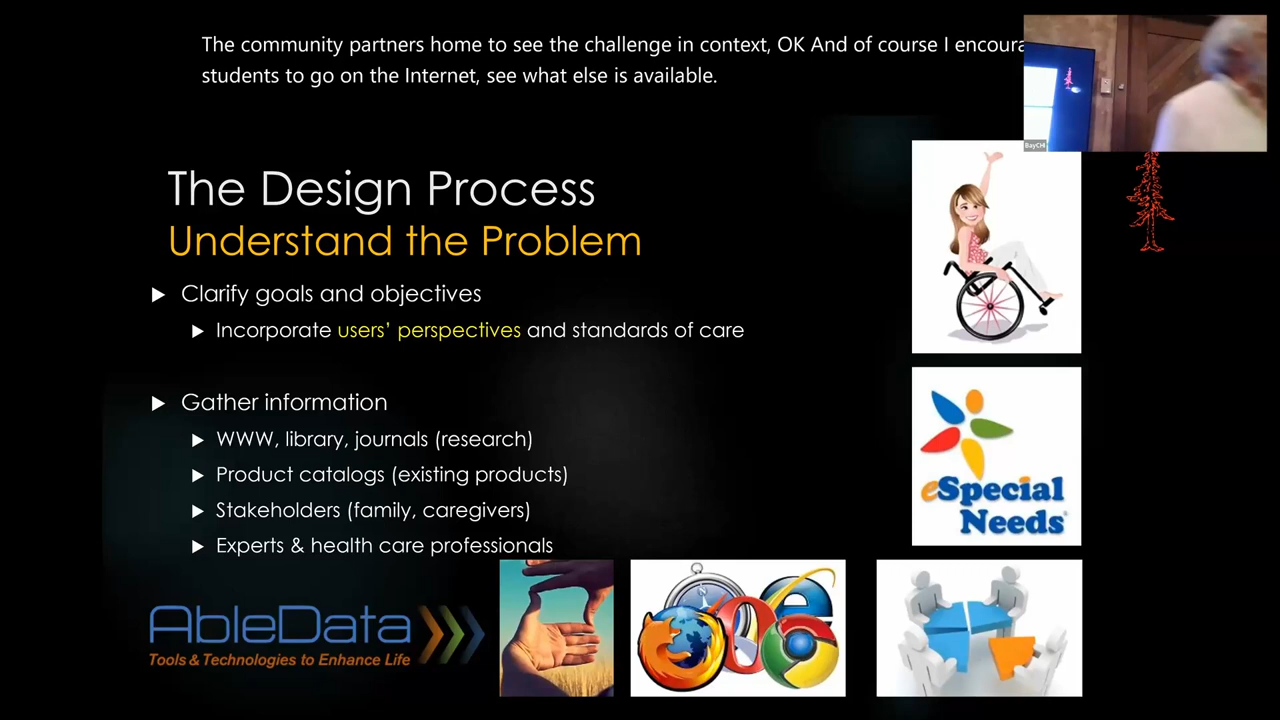 The community partners home to see the challenge in context, OK And of course I
students to go on the Internet, see what else is available.
BayCHI
The Design Process
Understand the Problem
Clarify goals and objectives
Incorporate users' perspectives and standards of care
Gather information
WWW, library, journals (research)
Product catalogs (existing products)
Stakeholders (family, caregivers)
Experts & health care professionals
eSpecial
Needs
AbleData
Tools & Technologies to Enhance Life